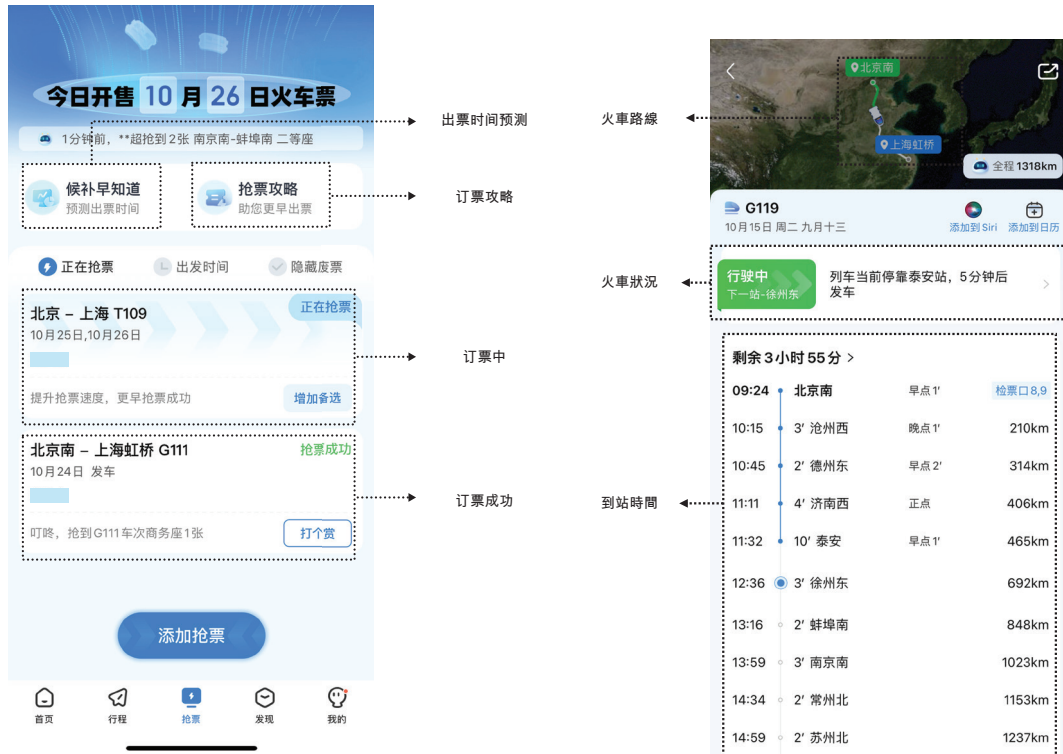 今日开售 10 月 26 日火车票
1分钟前，**超抢到2张 南京南-蚌埠南 二等座
候补早知道
预测出票时间
抢票攻略
助您更早出票
正在抢票
出发时间
隐藏废票
北京 – 上海 T109
正在抢票
10月25日,10月26日
提升抢票速度，更早抢票成功
增加备选
北京南 – 上海虹桥 G111
抢票成功
10月24日 发车
叮咚，抢到G111车次商务座1张
打个赏
添加抢票
首页
行程
抢票
发现
我的
出票时间预测
订票攻略
订票中
订票成功
火車路線
火車狀況
到站時間
北京南
上海虹桥
全程 1318km
G119
10月15日 周二 九月十三
添加到 Siri
添加到日历
行驶中
下一站-徐州东
列车当前停靠泰安站，5分钟后
发车
剩余3小时55分 >
09:24 北京南 早点1' 检票口8,9
10:15 3' 沧州西 晚点1' 210km
10:45 2' 德州东 早点2' 314km
11:11 4' 济南西 正点 406km
11:32 10' 泰安 早点1' 465km
12:36 3' 徐州东 692km
13:16 2' 蚌埠南 848km
13:59 3' 南京南 1023km
14:34 2' 常州北 1153km
14:59 2' 苏州北 1237km